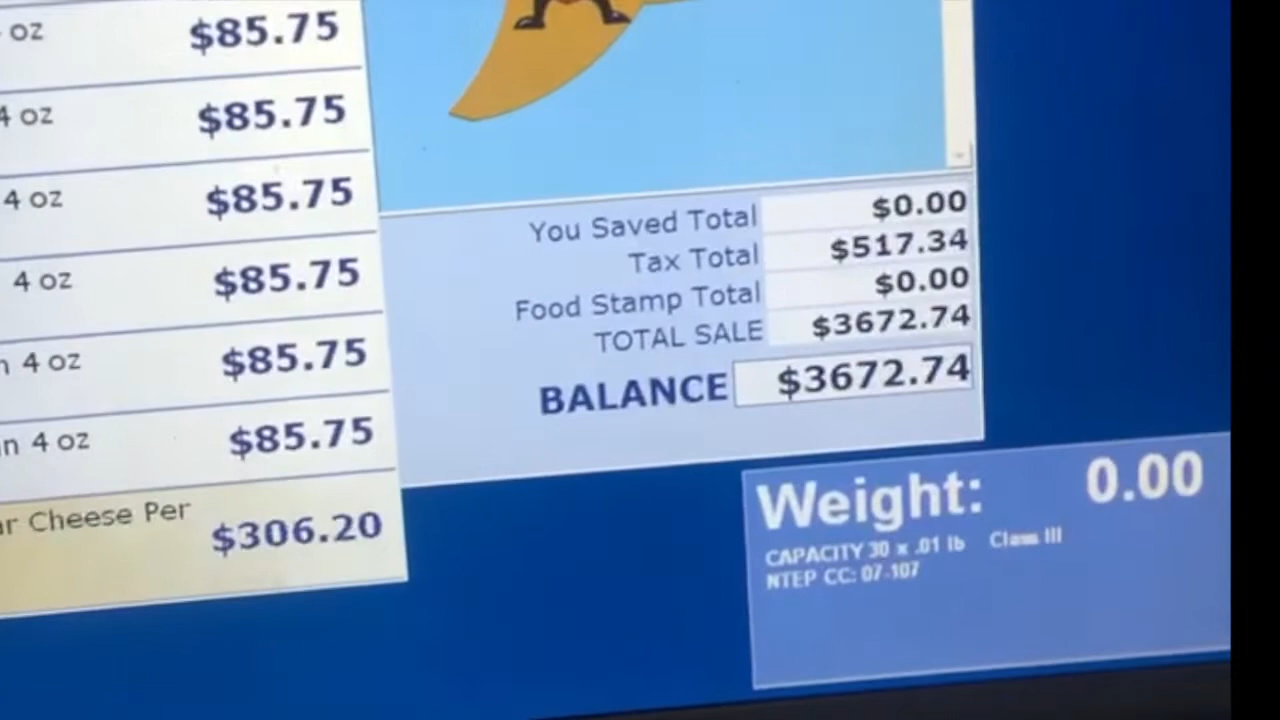 oz $85.75
4 oz $85.75
4 oz $85.75
4 oz $85.75
4 oz $85.75
4 oz $85.75
Cheese Per
$306.20
You Saved Total $0.00
Tax Total $517.34
Food Stamp Total $0.00
TOTAL SALE $3672.74
BALANCE $3672.74
Weight: 0.00
CAPACITY 30 x .01 lb Class III
NTEP CC: 07-107